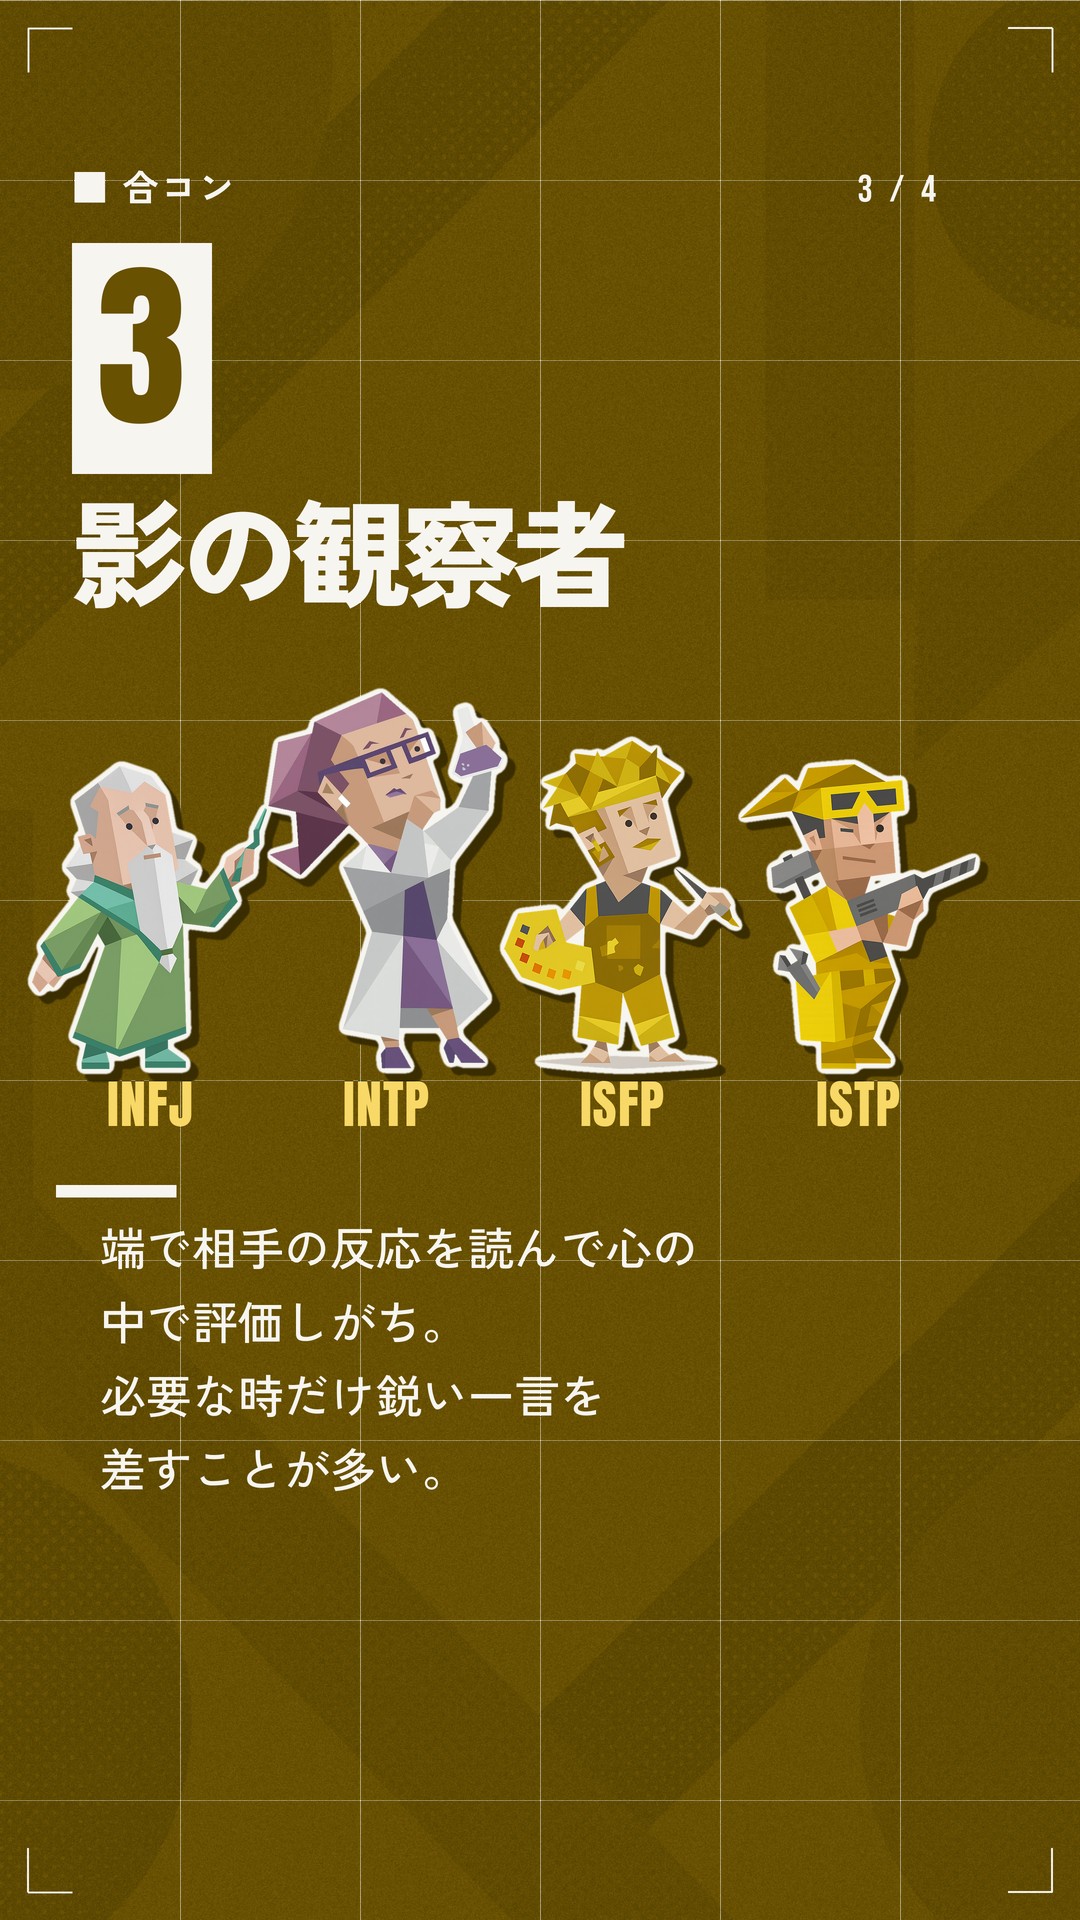 合コン
3 / 4
3
影の観察者
INFJ
INTP
ISFP
ISTP
端で相手の反応を読んで心の
中で評価しがち。
必要な時だけ鋭い一言を
差すことが多い。